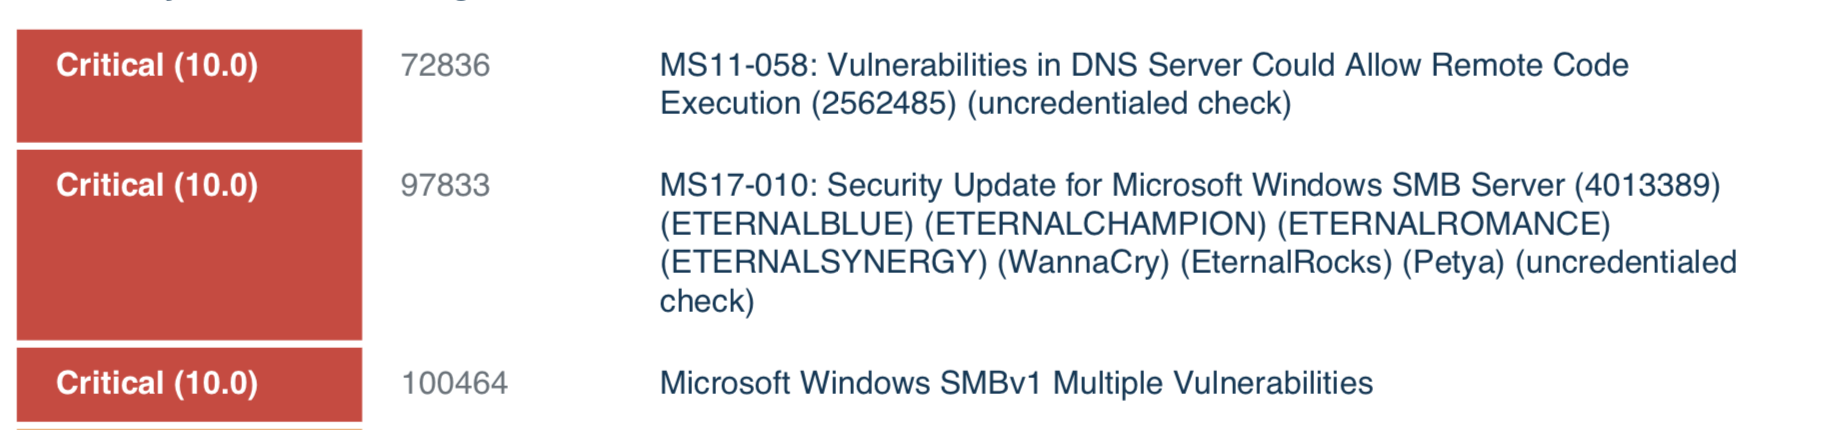 Critical (10.0) 72836 MS11-058: Vulnerabilities in DNS Server Could Allow Remote Code
Execution (2562485) (uncredentialed check)
Critical (10.0) 97833 MS17-010: Security Update for Microsoft Windows SMB Server (4013389)
(ETERNALBLUE) (ETERNALCHAMPION) (ETERNALROMANCE)
(ETERNALSYNERGY) (WannaCry) (EternalRocks) (Petya) (uncredentialed
check)
Critical (10.0) 100464 Microsoft Windows SMBv1 Multiple Vulnerabilities